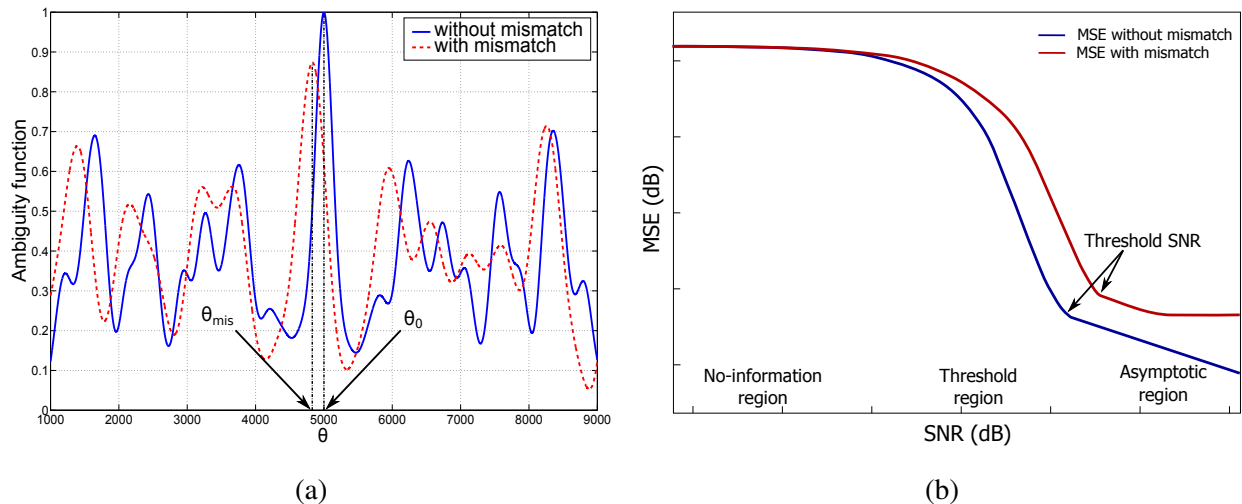 1
0.9
0.8
0.7
0.6
0.5
0.4
0.3
0.2
0.1
0
Ambiguity function
without mismatch
with mismatch
θmis
θ0
1000 2000 3000 4000 5000 6000 7000 8000 9000
θ
(a)
MSE (dB)
MSE without mismatch
MSE with mismatch
Threshold SNR
No-information
region
Threshold
region
Asymptotic
region
SNR (dB)
(b)